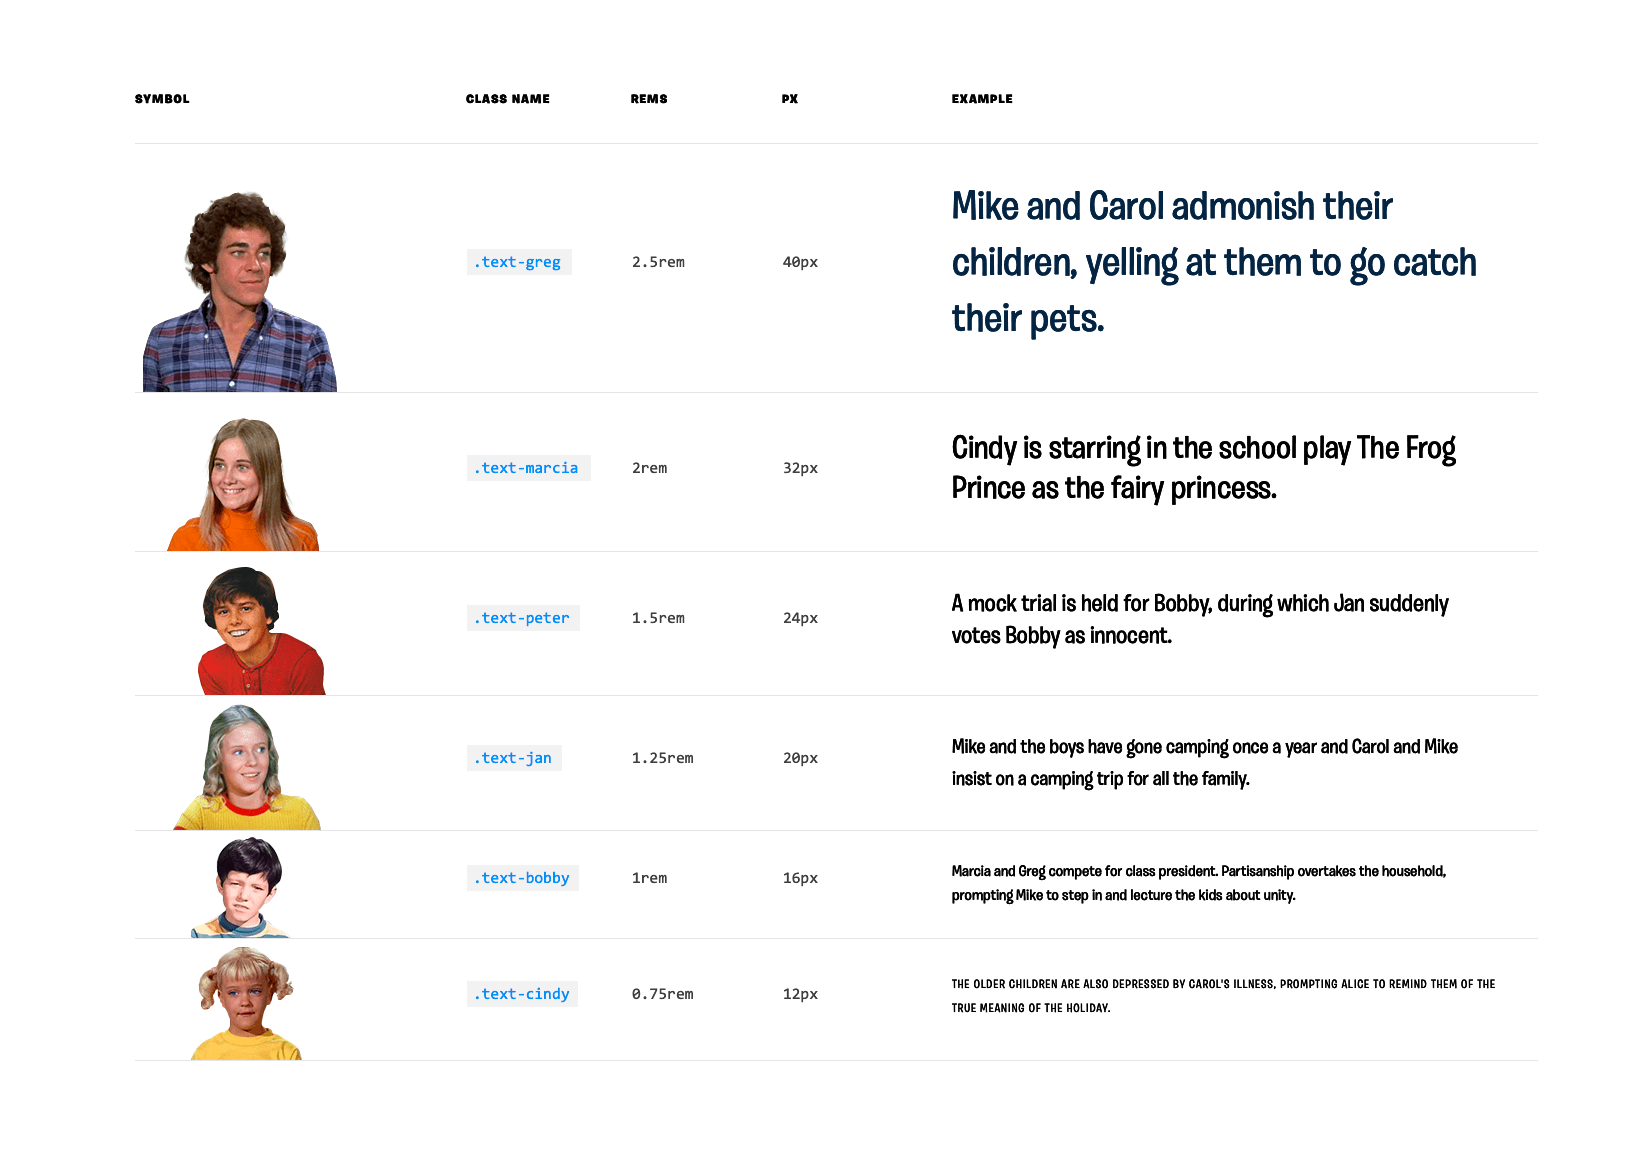 SYMBOL CLASS NAME REMS PX EXAMPLE
Mike and Carol admonish their
children, yelling at them to go catch
their pets.
.text-greg 2.5rem 40px
Cindy is starring in the school play The Frog
Prince as the fairy princess.
.text-marcia 2rem 32px
A mock trial is held for Bobby, during which Jan suddenly
votes Bobby as innocent.
.text-peter 1.5rem 24px
Mike and the boys have gone camping once a year and Carol and Mike
insist on a camping trip for all the family.
.text-jan 1.25rem 20px
Marcia and Greg compete for class president. Partisanship overtakes the household,
prompting Mike to step in and lecture the kids about unity.
.text-bobby 1rem 16px
THE OLDER CHILDREN ARE ALSO DEPRESSED BY CAROL'S ILLNESS, PROMPTING ALICE TO REMIND THEM OF THE
TRUE MEANING OF THE HOLIDAY.
.text-cindy 0.75rem 12px